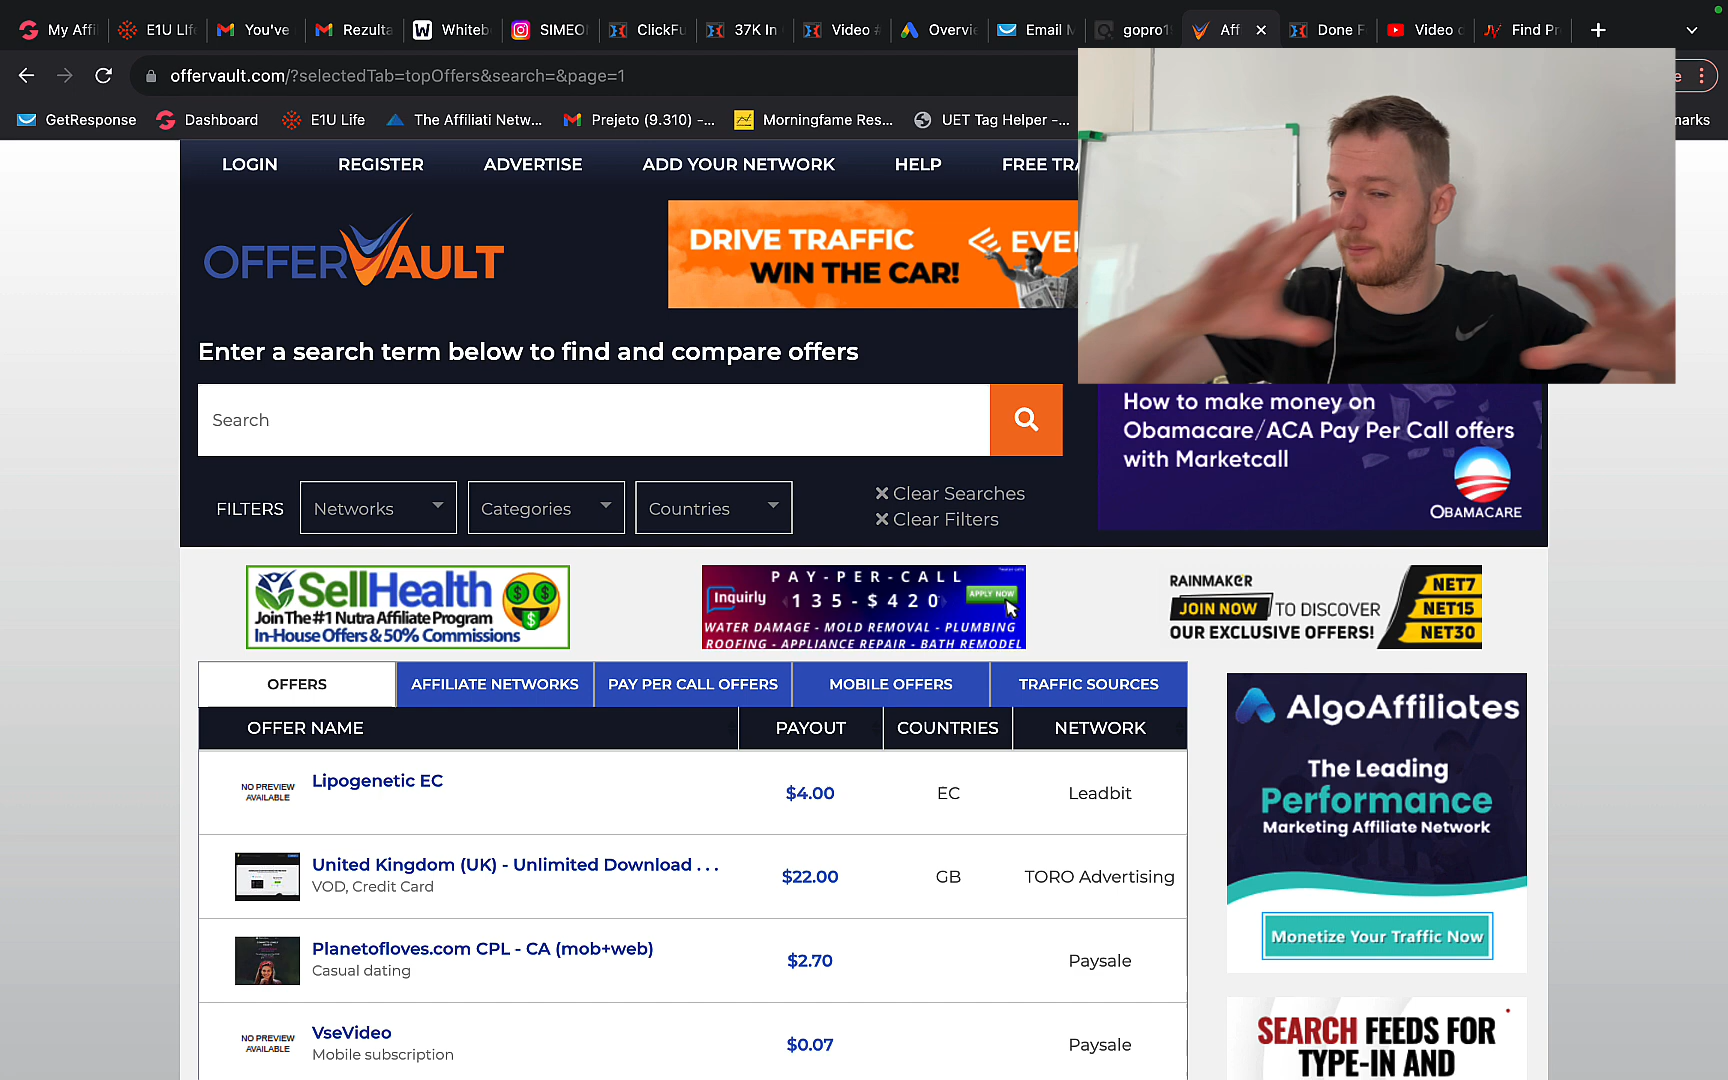 My Affi
E1U Life
You've
Rezulta
Whiteb
SIMEO
ClickFu
37K In
Video #
Overvie
Email M
gopro1
Aff
Done F
Video
Find Pr
offervault.com/?selectedTab=topOffers&search=&page=1
GetResponse
Dashboard
E1U Life
The Affiliati Netw...
Prejeto (9.310) -...
Morningfame Res...
UET Tag Helper -...
marks
LOGIN
REGISTER
ADVERTISE
ADD YOUR NETWORK
HELP
FREE TRA
OFFERVAULT
DRIVE TRAFFIC
WIN THE CAR!
EVE
Enter a search term below to find and compare offers
Search
How to make money on
Obamacare/ACA Pay Per Call offers
with Marketcall
OBAMACARE
FILTERS
Networks
Categories
Countries
Clear Searches
Clear Filters
SellHealth
Join The #1 Nutra Affiliate Program
In-House Offers & 50% Commissions
PAY-PER-CALL
Inquirly
135-$420
APPLY NOW
WATER DAMAGE - MOLD REMOVAL - PLUMBING
ROOFING - APPLIANCE REPAIR - BATH REMODEL
RAINMAKER
JOIN NOW TO DISCOVER
OUR EXCLUSIVE OFFERS!
NET7
NET15
NET30
OFFERS
AFFILIATE NETWORKS
PAY PER CALL OFFERS
MOBILE OFFERS
TRAFFIC SOURCES
OFFER NAME
PAYOUT
COUNTRIES
NETWORK
NO PREVIEW
AVAILABLE
Lipogenetic EC
$4.00
EC
Leadbit
United Kingdom (UK) - Unlimited Download . . .
VOD, Credit Card
$22.00
GB
TORO Advertising
Planetofloves.com CPL - CA (mob+web)
Casual dating
$2.70
Paysale
NO PREVIEW
AVAILABLE
VseVideo
Mobile subscription
$0.07
Paysale
AlgoAffiliates
The Leading
Performance
Marketing Affiliate Network
Monetize Your Traffic Now
SEARCH FEEDS FOR
TYPE-IN AND